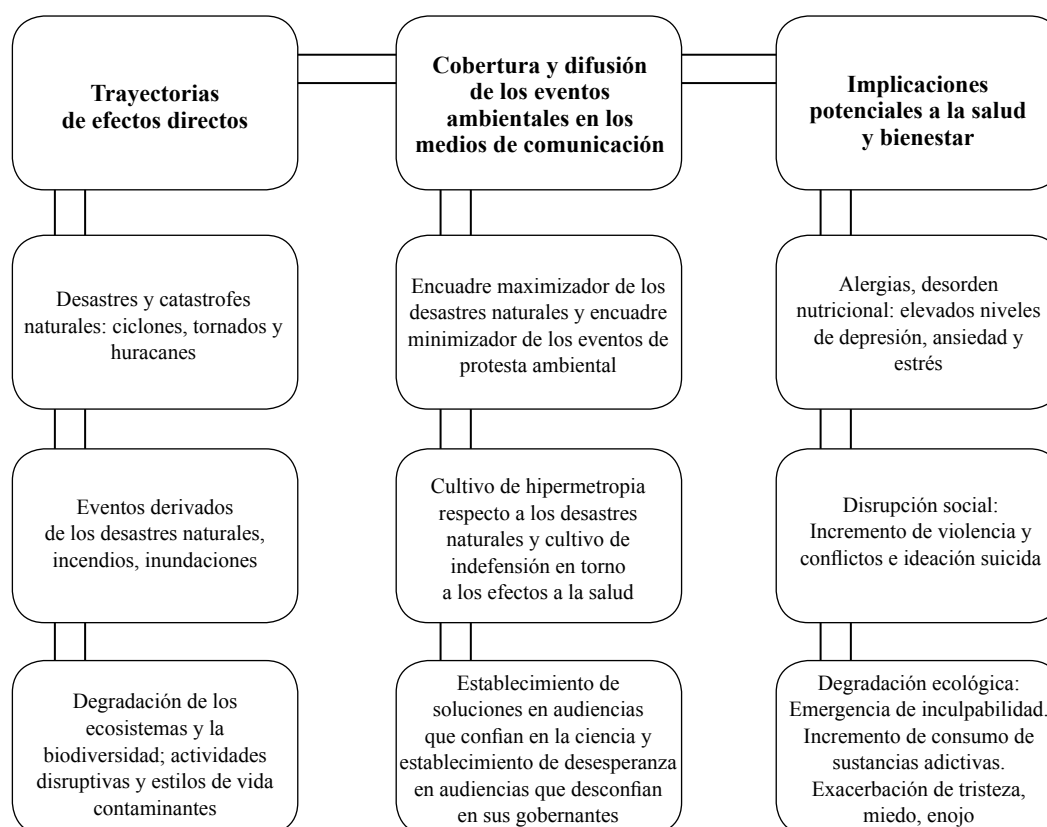 Trayectorias
de efectos directos
Cobertura y difusión
de los eventos
ambientales en los
medios de comunicación
Implicaciones
potenciales a la salud
y bienestar
Desastres y catastrofes
naturales: ciclones, tornados y
huracanes
Encuadre maximizador de los
desastres naturales y encuadre
minimizador de los eventos de
protesta ambiental
Alergias, desorden
nutricional: elevados niveles
de depresión, ansiedad y
estrés
Eventos derivados
de los desastres naturales,
incendios, inundaciones
Cultivo de hipermetropia
respecto a los desastres
naturales y cultivo de
indefensión en torno
a los efectos a la salud
Disrupción social:
Incremento de violencia y
conflictos e ideación suicida
Degradación de los
ecosistemas y la
biodiversidad; actividades
disruptivas y estilos de vida
contaminantes
Establecimiento de
soluciones en audiencias
que confian en la ciencia y
establecimiento de desesperanza
en audiencias que desconfian
en sus gobernantes
Degradación ecológica:
Emergencia de inculpabilidad.
Incremento de consumo de
sustancias adictivas.
Exacerbación de tristeza,
miedo, enojo